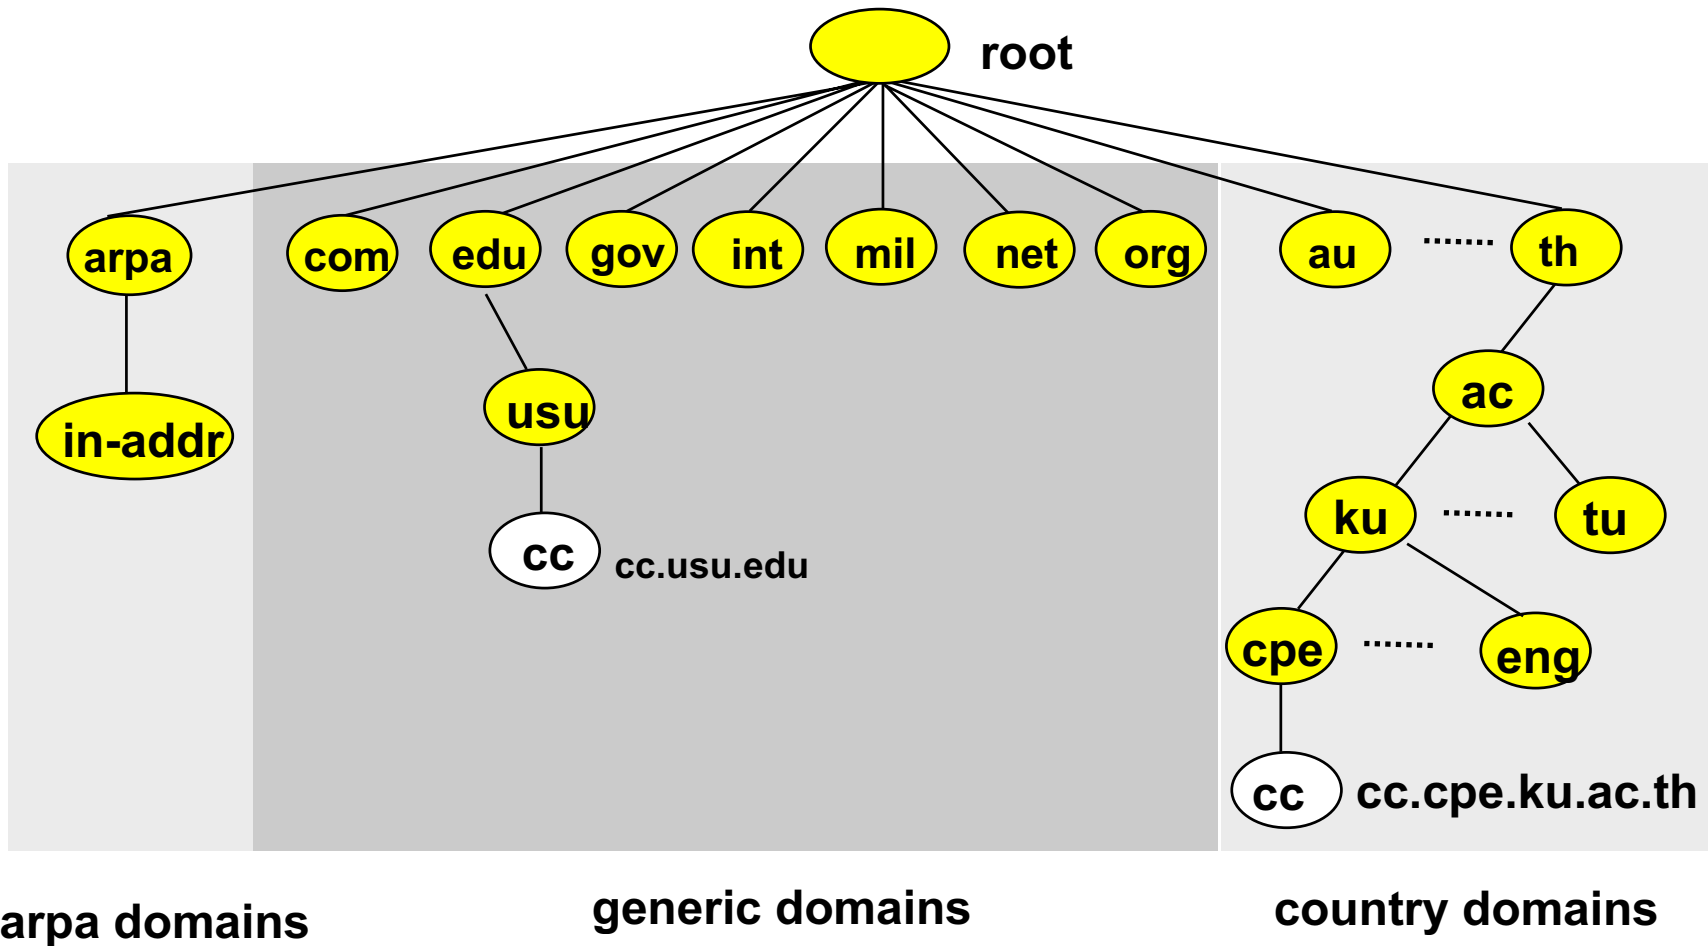 root
arpa com edu gov int mil net org au ....... th
ac
usu
in-addr
ku ....... tu
cc cc.usu.edu
cpe ....... eng
cc cc.cpe.ku.ac.th
arpa domains generic domains country domains